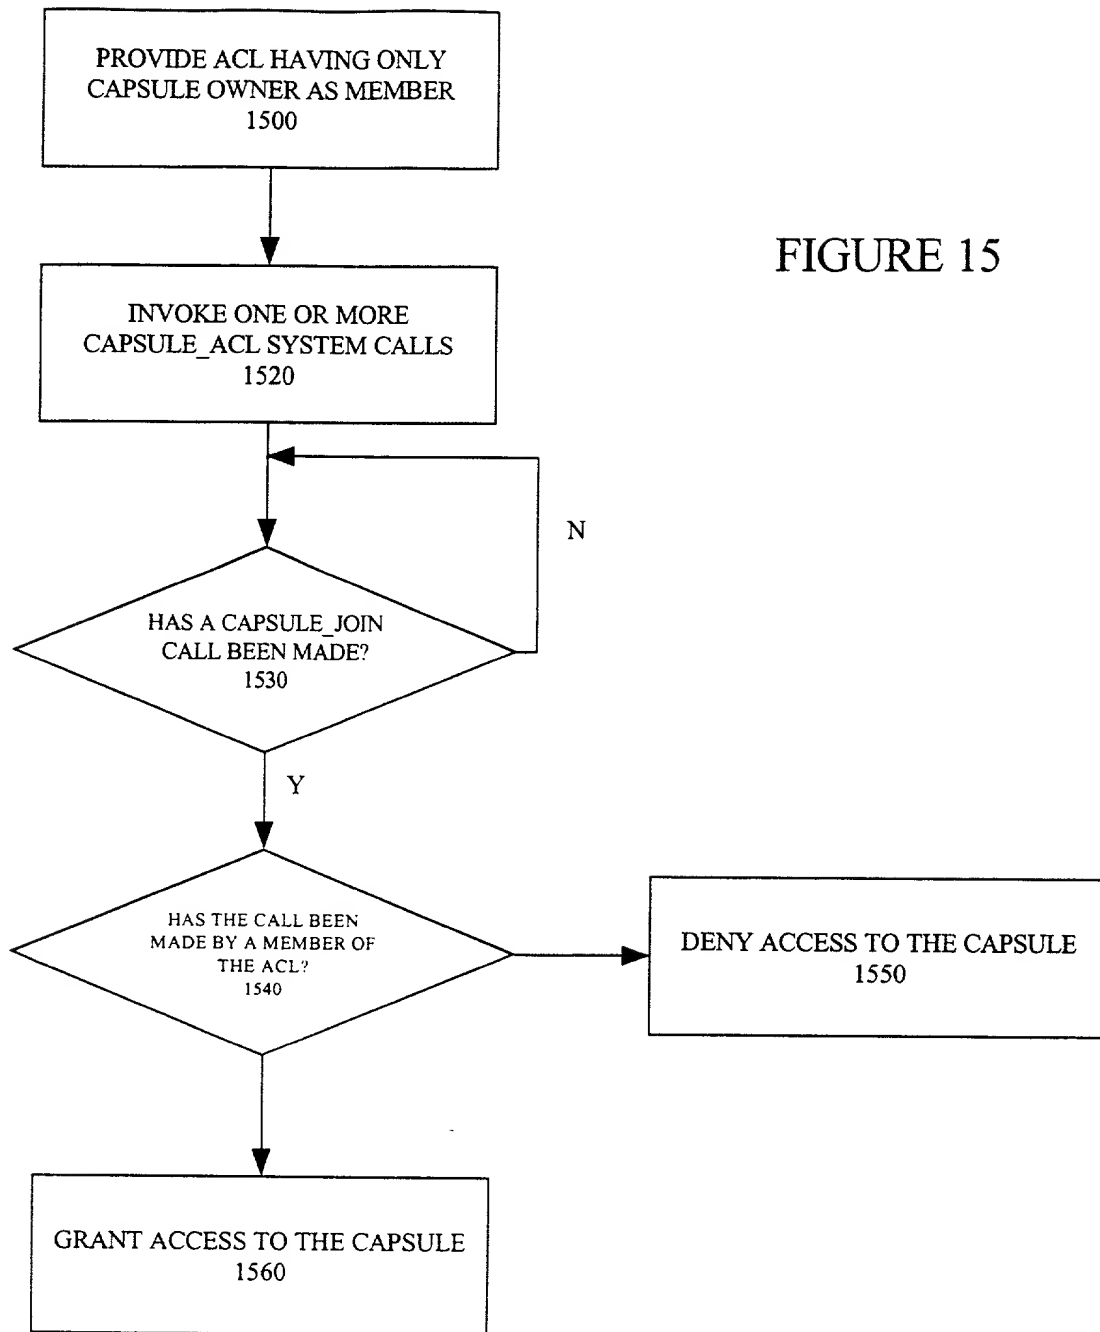 PROVIDE ACL HAVING ONLY
CAPSULE OWNER AS MEMBER
1500
FIGURE 15
INVOKE ONE OR MORE
CAPSULE_ACL SYSTEM CALLS
1520
N
HAS A CAPSULE_JOIN
CALL BEEN MADE?
1530
Y
HAS THE CALL BEEN
MADE BY A MEMBER OF
THE ACL?
1540
DENY ACCESS TO THE CAPSULE
1550
GRANT ACCESS TO THE CAPSULE
1560